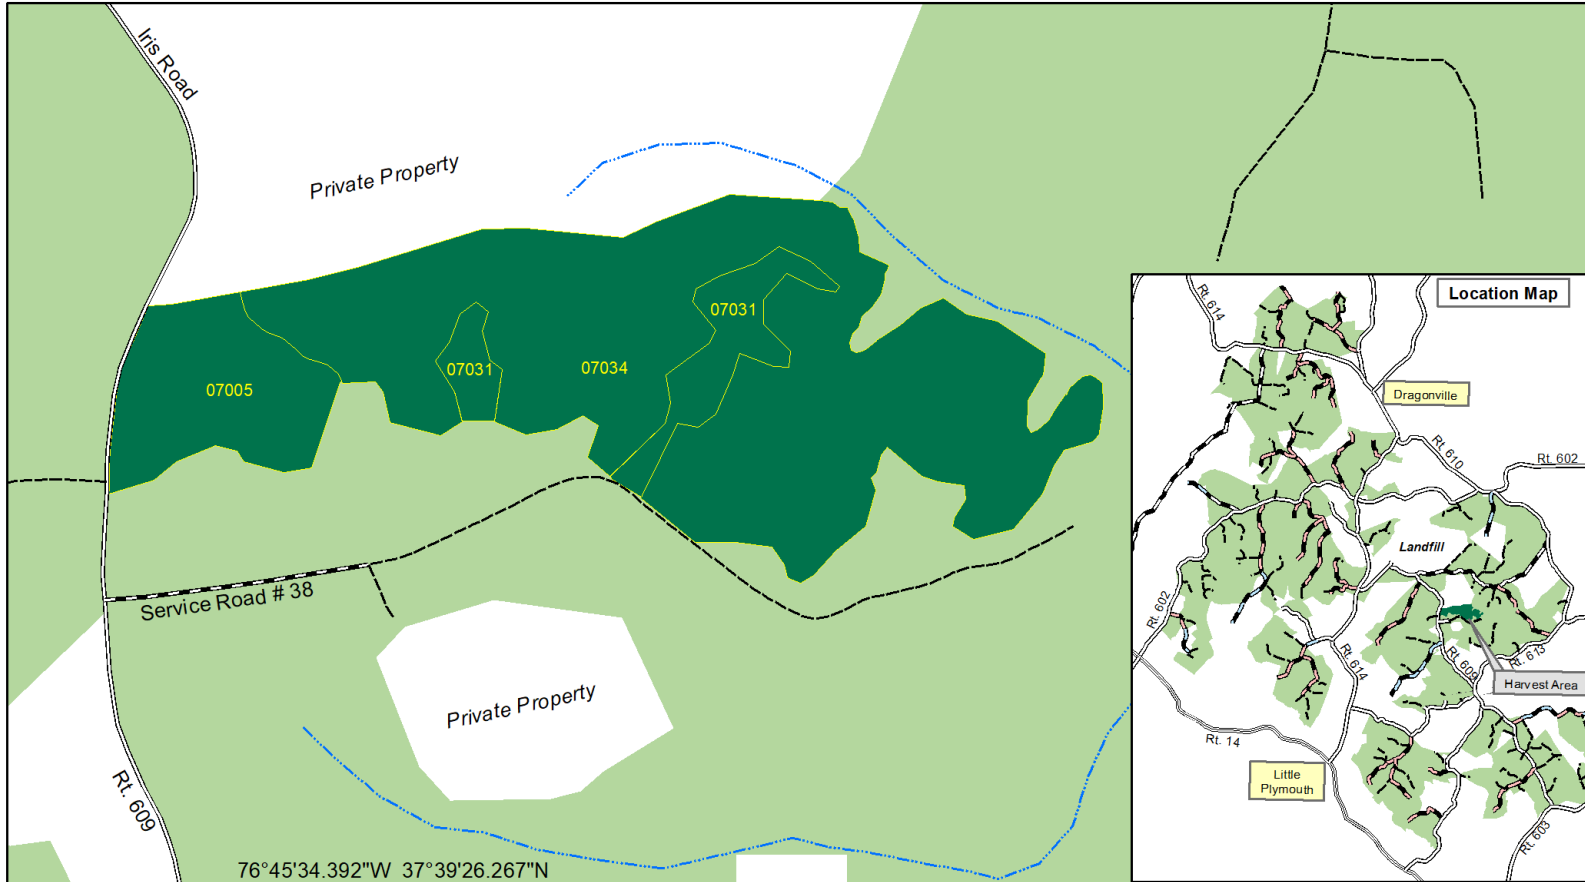 Iris Road
Private Property
07005
07031
07034
07031
Service Road # 38
Private Property
Rt. 609
76°45'34.392"W 37°39'26.267"N
Location Map
Rt. 614
Dragonville
Rt. 610
Rt. 602
Landfill
Rt. 602
Rt. 614
Rt. 609
Rt. 613
Harvest Area
Rt. 14
Little
Plymouth
Rt. 603